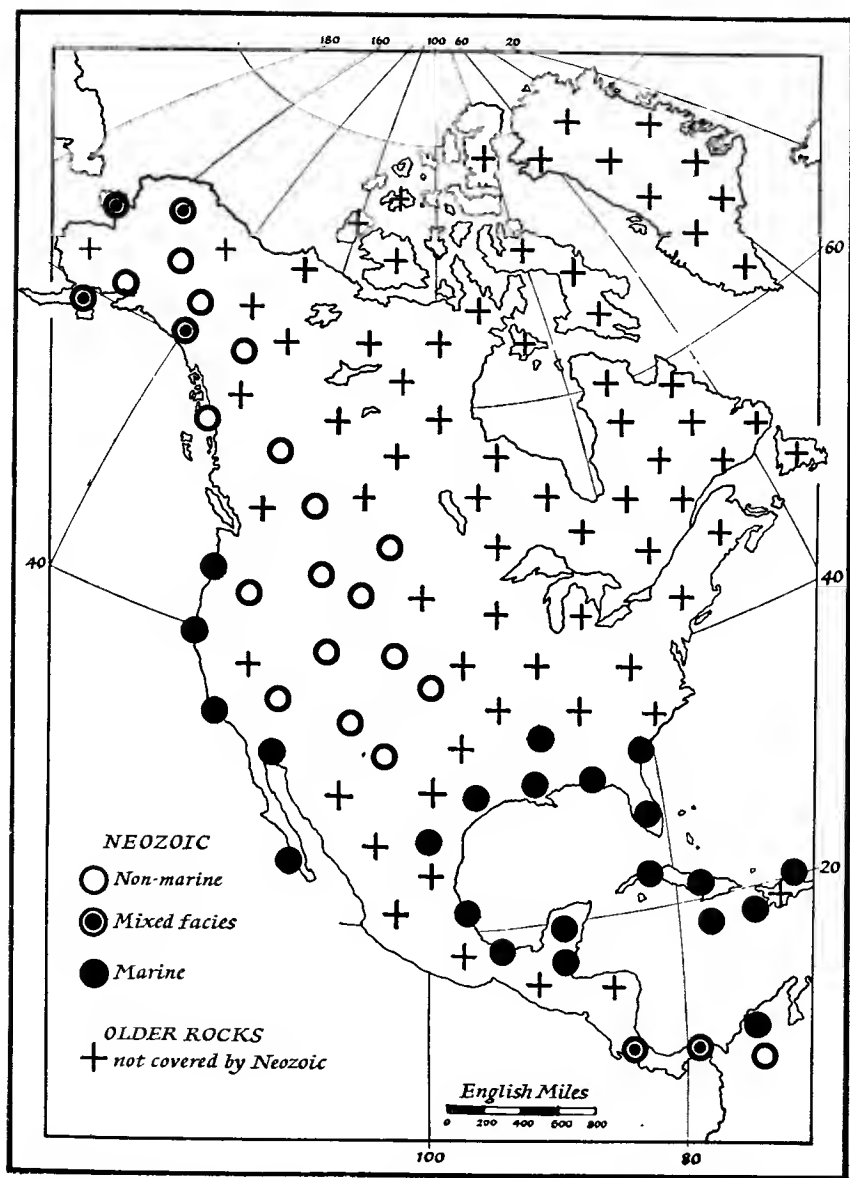 180 160 100 60 20
60
40 40
20
NEOZOIC
Non-marine
Mixed facies
Marine
OLDER ROCKS
not covered by Neozoic
English Miles
0 200 400 600 800
100 80